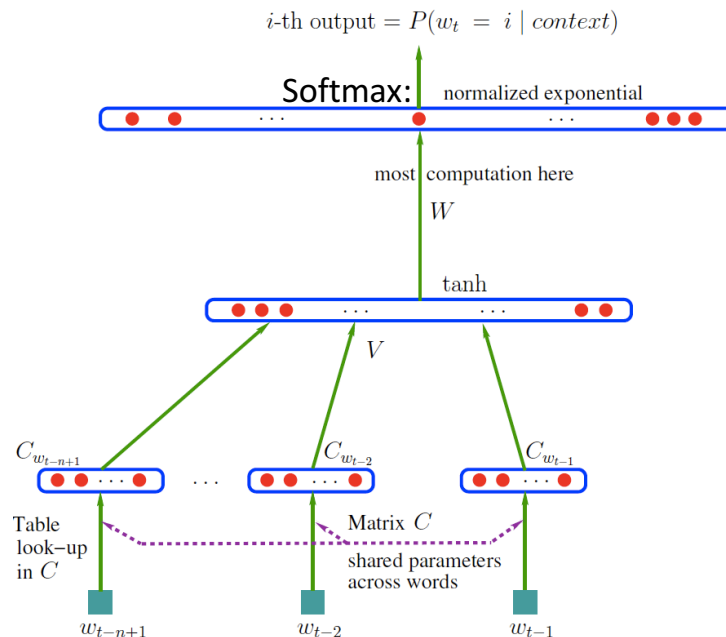 i-th output = P(w_t = i | context)
Softmax: normalized exponential
... ...
most computation here
W
tanh
... ...
V
C_{w_{t-n+1}} C_{w_{t-2}} C_{w_{t-1}}
... ... ... ...
Table look-up in C
Matrix C
shared parameters across words
w_{t-n+1} w_{t-2} w_{t-1}